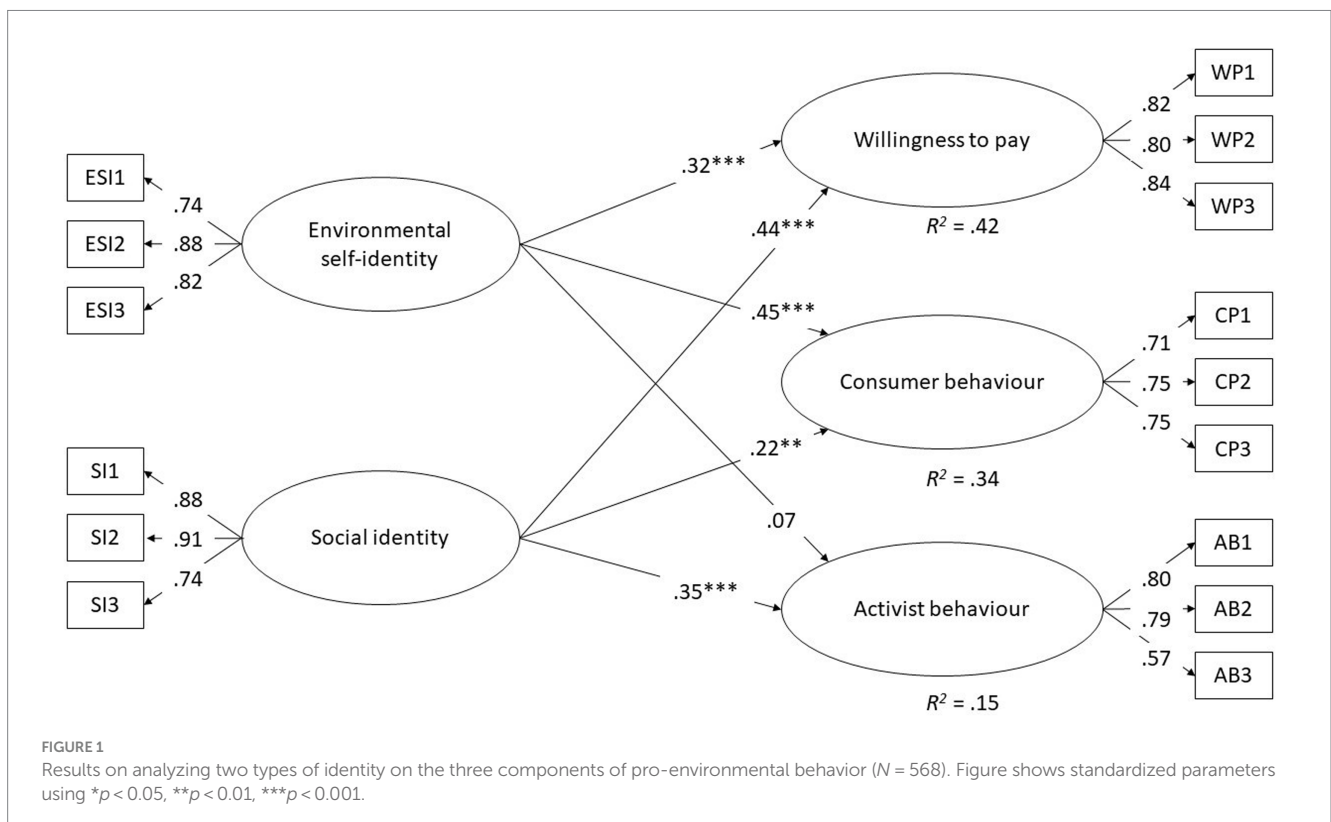 ESI1
ESI2
ESI3
.74
.88
.82
Environmental
self-identity
SI1
SI2
SI3
.88
.91
.74
Social identity
.32***
.44***
.45***
.22**
.07
.35***
Willingness to pay
R² = .42
.82
.80
.84
WP1
WP2
WP3
Consumer behaviour
R² = .34
.71
.75
.75
CP1
CP2
CP3
Activist behaviour
R² = .15
.80
.79
.57
AB1
AB2
AB3
FIGURE 1
Results on analyzing two types of identity on the three components of pro-environmental behavior (N = 568). Figure shows standardized parameters
using *p < 0.05, **p < 0.01, ***p < 0.001.